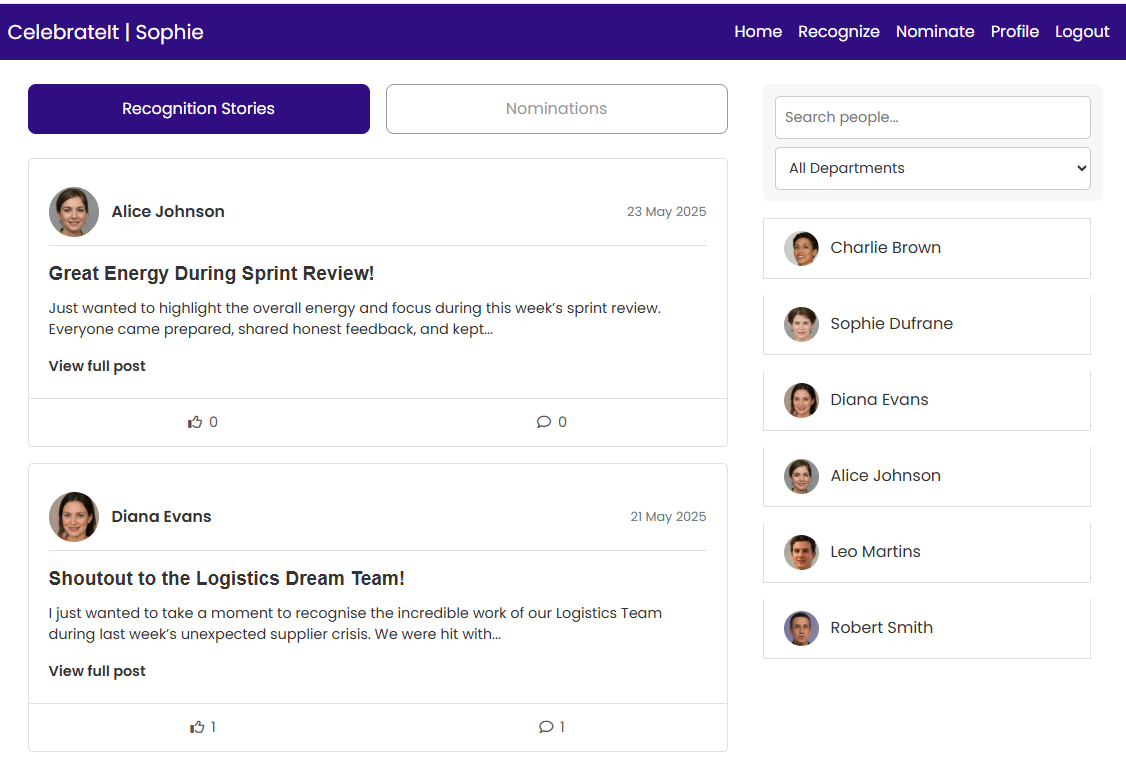 CelebrateIt | Sophie
Home Recognize Nominate Profile Logout
Recognition Stories
Nominations
Alice Johnson
23 May 2025
Great Energy During Sprint Review!
Just wanted to highlight the overall energy and focus during this week’s sprint review.
Everyone came prepared, shared honest feedback, and kept...
View full post
0
0
Diana Evans
21 May 2025
Shoutout to the Logistics Dream Team!
I just wanted to take a moment to recognise the incredible work of our Logistics Team
during last week’s unexpected supplier crisis. We were hit with...
View full post
1
1
Search people...
All Departments
Charlie Brown
Sophie Dufrane
Diana Evans
Alice Johnson
Leo Martins
Robert Smith